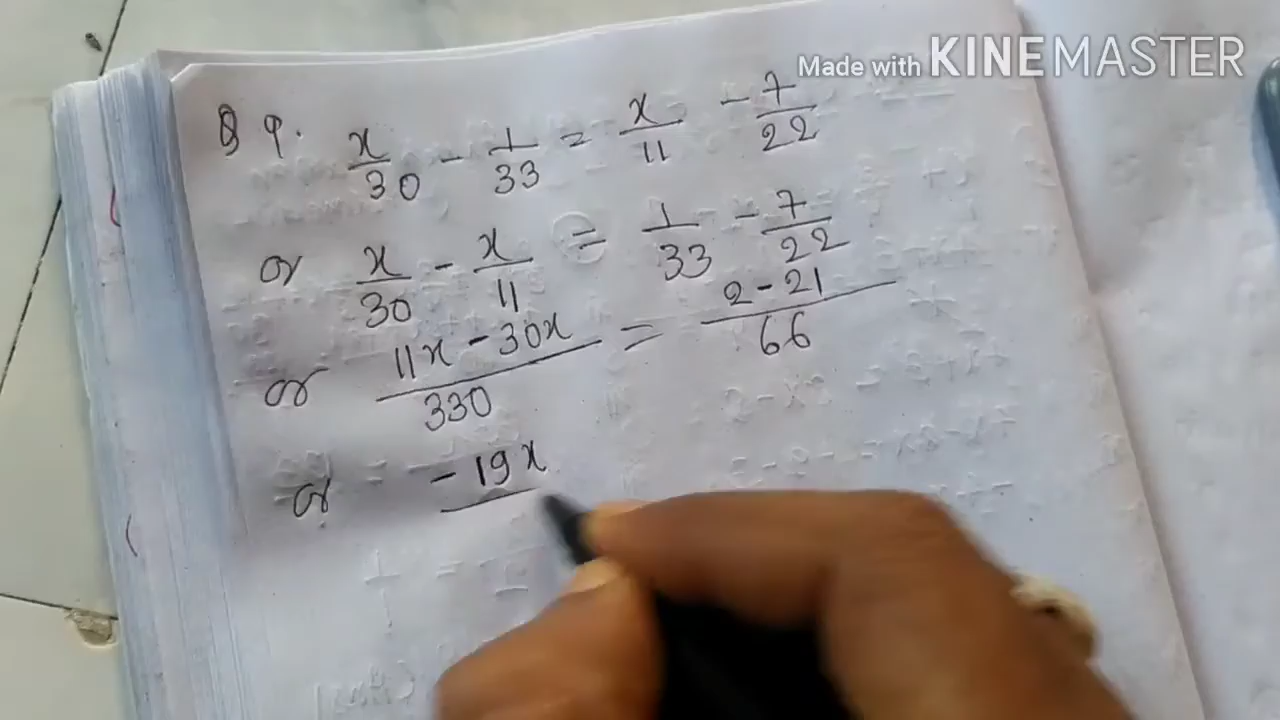 Made with KINEMASTER
Q 9. x/30 - 1/33 = x/11 - 7/22
or x/30 - x/11 = 1/33 - 7/22
or 11x - 30x/330 = 2 - 21/66
or - 19x